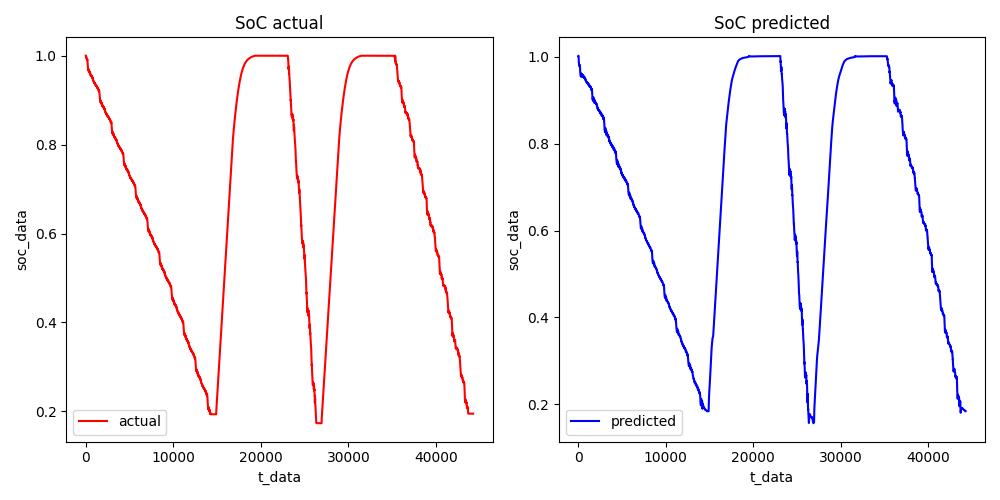 SoC actual
soc_data
1.0
0.8
0.6
0.4
0.2
actual
0
10000
20000
30000
40000
t_data
SoC predicted
soc_data
1.0
0.8
0.6
0.4
0.2
predicted
0
10000
20000
30000
40000
t_data